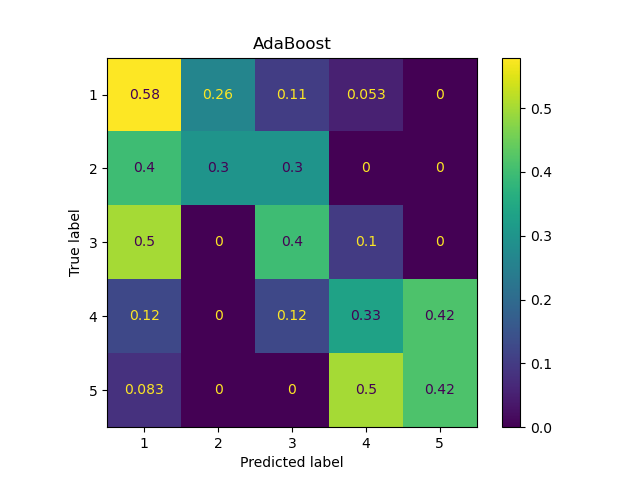 AdaBoost
True label
1 0.58 0.26 0.11 0.053 0
2 0.4 0.3 0.3 0 0
3 0.5 0 0.4 0.1 0
4 0.12 0 0.12 0.33 0.42
5 0.083 0 0 0.5 0.42
1 2 3 4 5
Predicted label
0.5
0.4
0.3
0.2
0.1
0.0